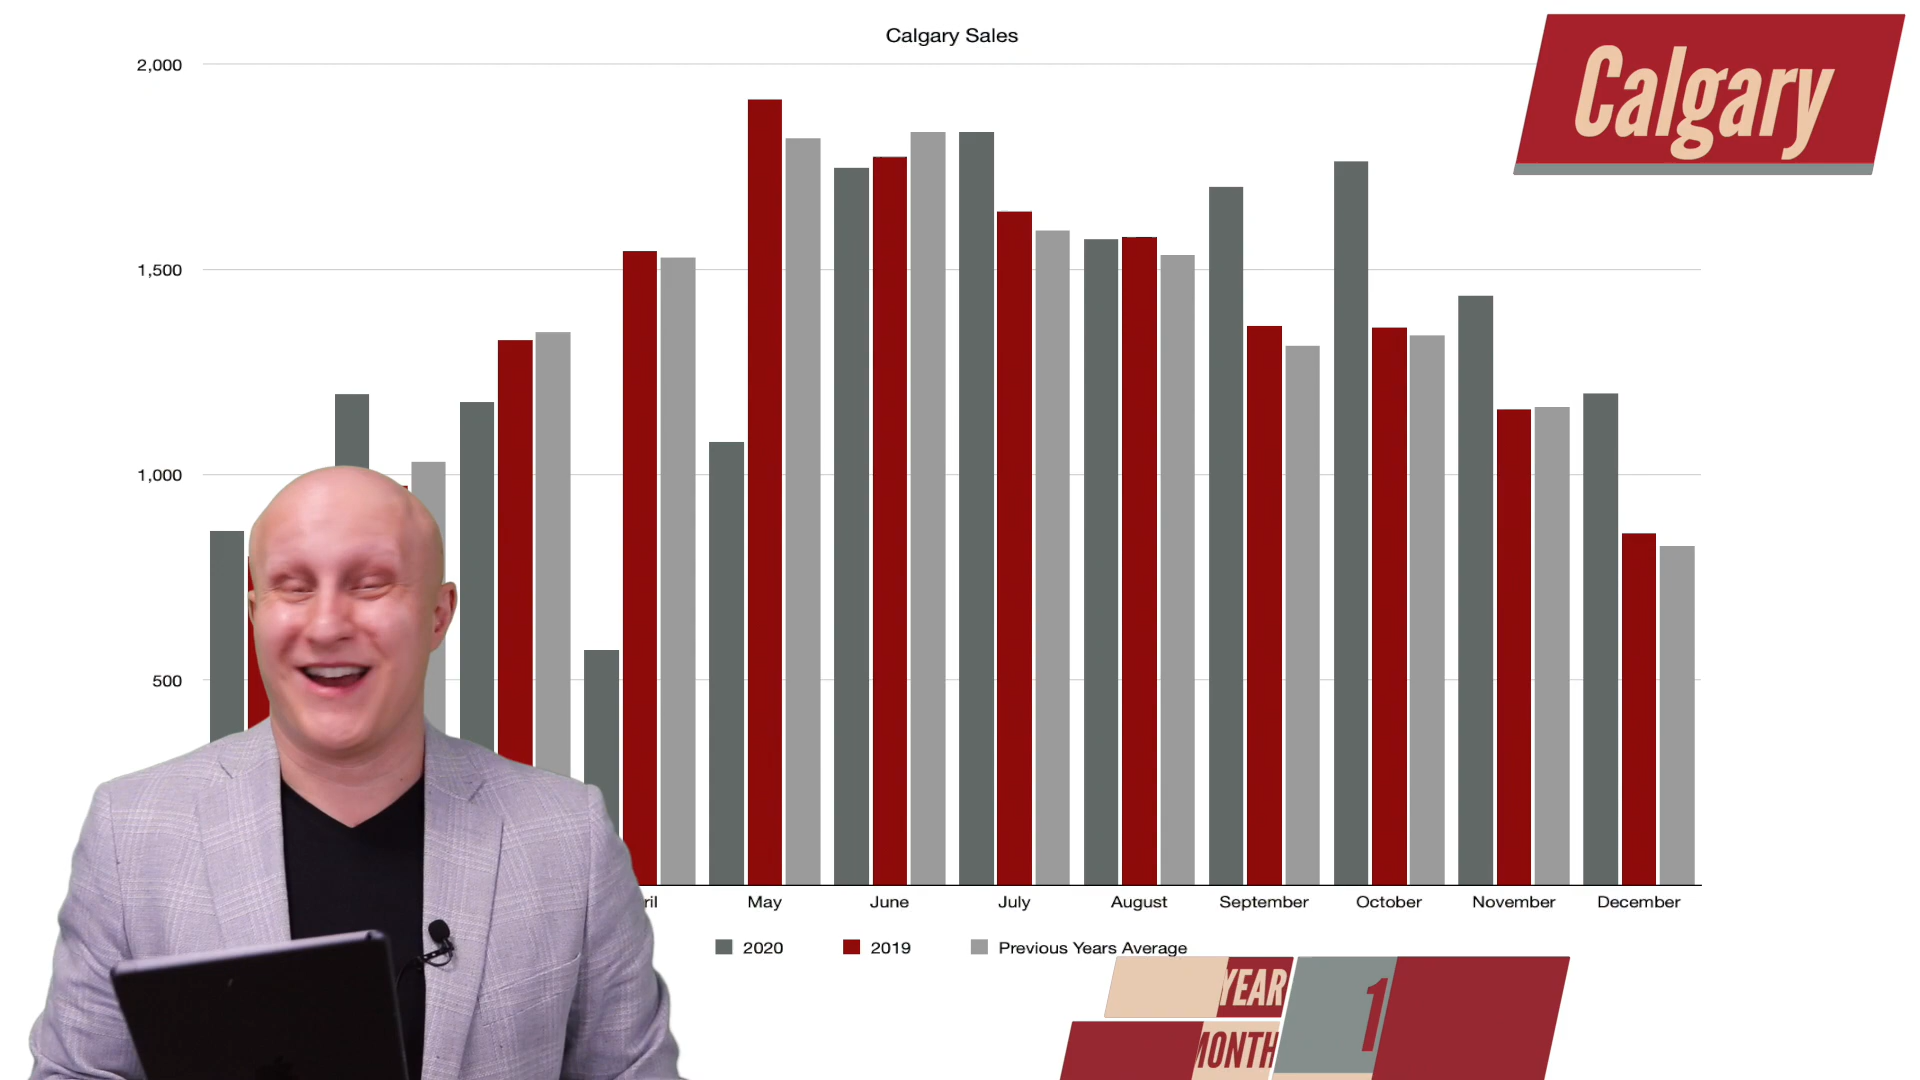 Calgary Sales
Calgary
2,000
1,500
1,000
500
May June July August September October November December
2020 2019 Previous Years Average
YEAR
1